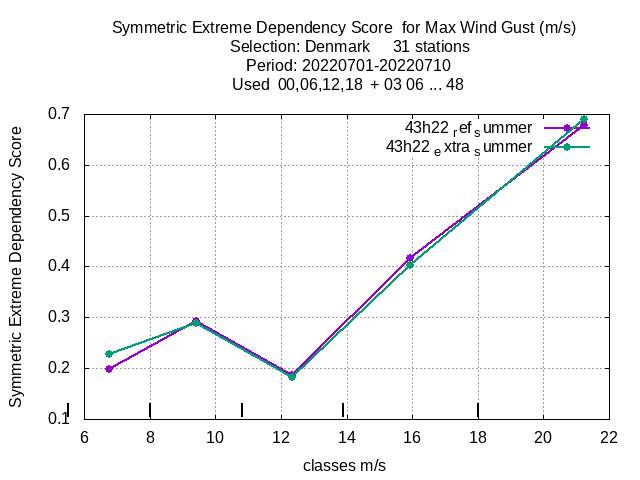 Symmetric Extreme Dependency Score for Max Wind Gust (m/s)
Selection: Denmark 31 stations
Period: 20220701-20220710
Used 00,06,12,18 + 03 06 ... 48
43h22 ref summer
43h22 extra summer
Symmetric Extreme Dependency Score
0.7
0.6
0.5
0.4
0.3
0.2
0.1
6 8 10 12 14 16 18 20 22
classes m/s